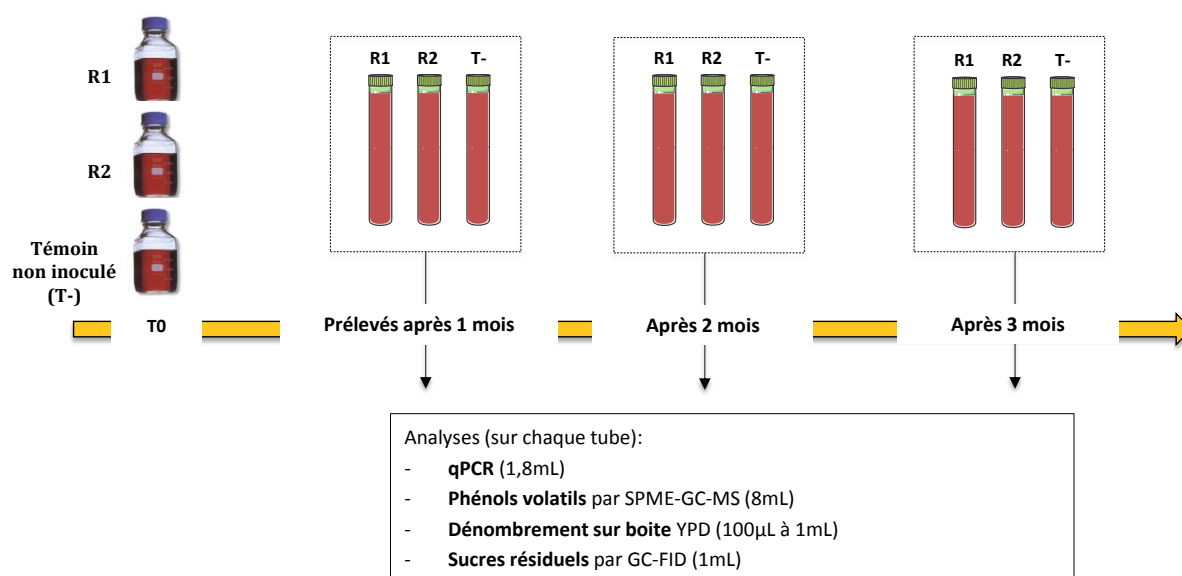 R1
R2
Témoin
non inoculé
(T-)
R1 R2 T-
R1 R2 T-
R1 R2 T-
T0
Prélevés après 1 mois
Après 2 mois
Après 3 mois
Analyses (sur chaque tube):
- qPCR (1,8mL)
- Phénols volatils par SPME-GC-MS (8mL)
- Dénombrement sur boite YPD (100µL à 1mL)
- Sucres résiduels par GC-FID (1mL)